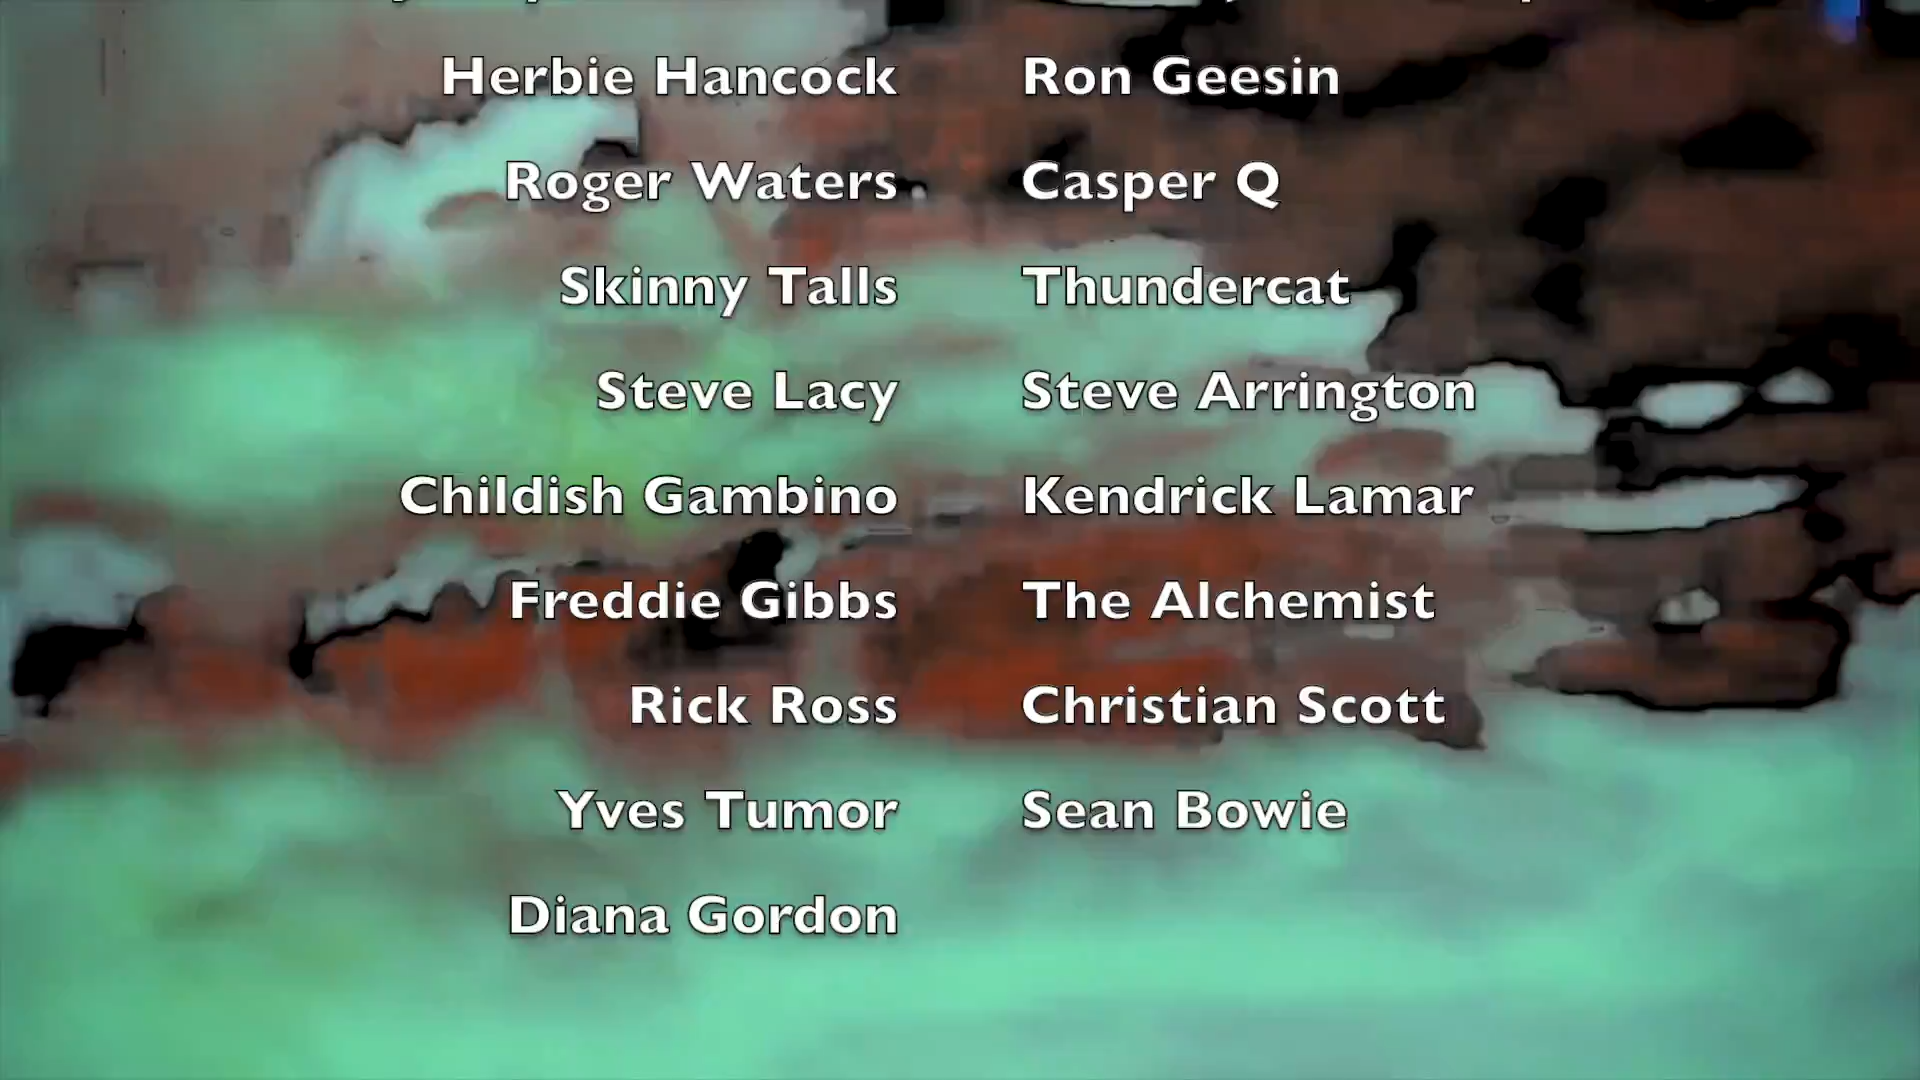 Herbie Hancock Ron Geesin
Roger Waters Casper Q
Skinny Talls Thundercat
Steve Lacy Steve Arrington
Childish Gambino Kendrick Lamar
Freddie Gibbs The Alchemist
Rick Ross Christian Scott
Yves Tumor Sean Bowie
Diana Gordon